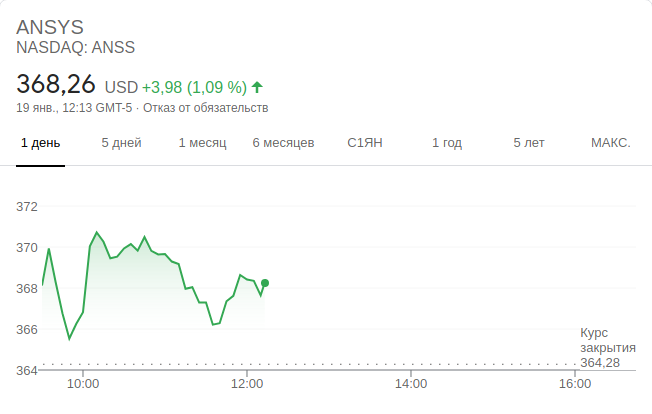 ANSYS
NASDAQ: ANSS
368,26 USD +3,98 (1,09 %)
19 янв., 12:13 GMT-5 · Отказ от обязательств
1 день 5 дней 1 месяц 6 месяцев С1ЯН 1 год 5 лет МАКС.
372
370
368
366
Курс
закрытия
364,28
364
10:00 12:00 14:00 16:00